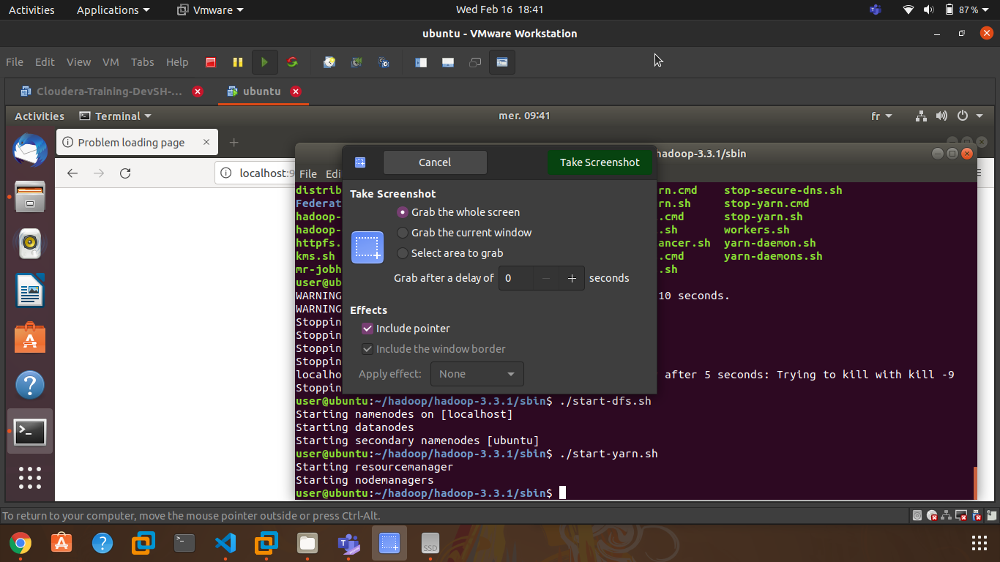 Activities Applications Vmware Wed Feb 16 18:41 87 %
ubuntu - VMware Workstation
File Edit View VM Tabs Help
Cloudera-Training-DevSH-... ubuntu
Activities Terminal mer. 09:41 fr
Problem loading page
hadoop-3.3.1/sbin
Cancel Take Screenshot
localhost:9
File Edi
Take Screenshot
Grab the whole screen
Grab the current window
Select area to grab
Grab after a delay of 0 seconds
Effects
Include pointer
Include the window border
Apply effect: None
distrib rn.cmd stop-secure-dns.sh
Federat rn.sh stop-yarn.cmd
hadoop- .cmd stop-yarn.sh
hadoop- .sh workers.sh
httpfs. ancer.sh yarn-daemon.sh
kms.sh .cmd yarn-daemons.sh
mr-jobh .sh
user@ub
WARNING 10 seconds.
WARNING
Stoppin
Stoppin
Stoppin
Stoppin
localho after 5 seconds: Trying to kill with kill -9
Stoppin
user@ubuntu:~/hadoop/hadoop-3.3.1/sbin$ ./start-dfs.sh
Starting namenodes on [localhost]
Starting datanodes
Starting secondary namenodes [ubuntu]
user@ubuntu:~/hadoop/hadoop-3.3.1/sbin$ ./start-yarn.sh
Starting resourcemanager
Starting nodemanagers
user@ubuntu:~/hadoop/hadoop-3.3.1/sbin$
To return to your computer, move the mouse pointer outside or press Ctrl-Alt.
SSD